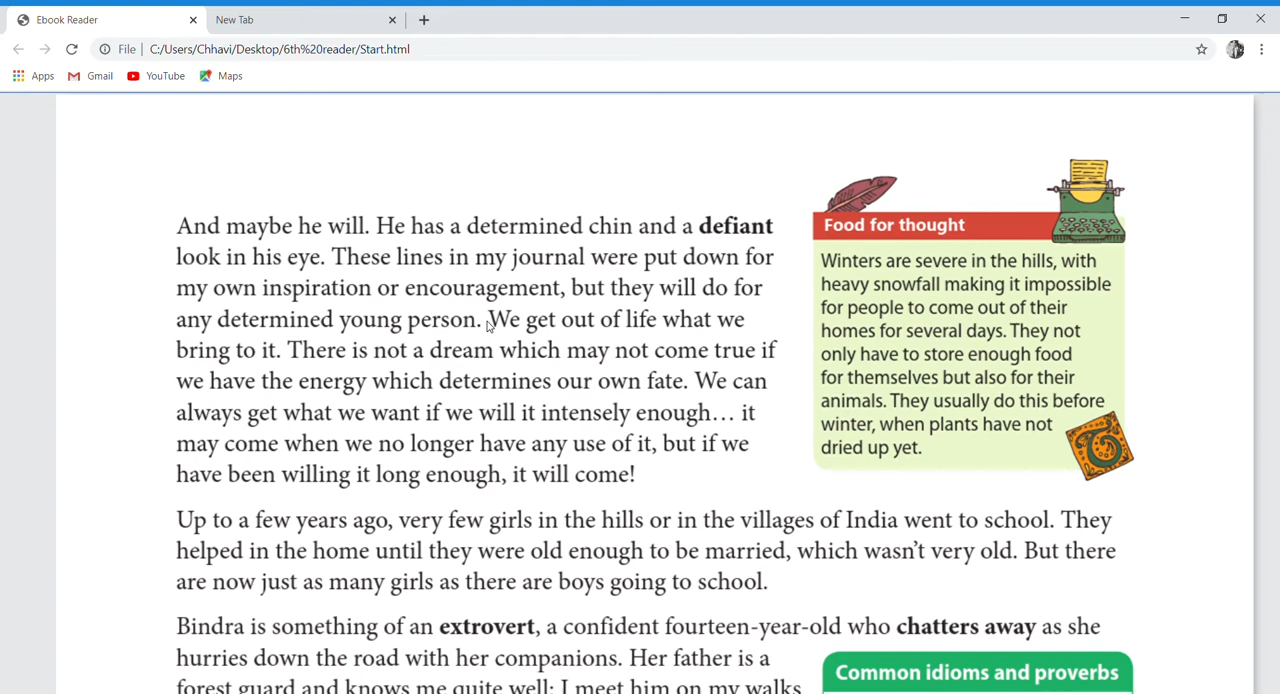 Ebook Reader
New Tab
File
C:/Users/Chhavi/Desktop/6th%20reader/Start.html
Apps
Gmail
YouTube
Maps
And maybe he will. He has a determined chin and a defiant
look in his eye. These lines in my journal were put down for
my own inspiration or encouragement, but they will do for
any determined young person. We get out of life what we
bring to it. There is not a dream which may not come true if
we have the energy which determines our own fate. We can
always get what we want if we will it intensely enough… it
may come when we no longer have any use of it, but if we
have been willing it long enough, it will come!
Food for thought
Winters are severe in the hills, with
heavy snowfall making it impossible
for people to come out of their
homes for several days. They not
only have to store enough food
for themselves but also for their
animals. They usually do this before
winter, when plants have not
dried up yet.
Up to a few years ago, very few girls in the hills or in the villages of India went to school. They
helped in the home until they were old enough to be married, which wasn't very old. But there
are now just as many girls as there are boys going to school.
Bindra is something of an extrovert, a confident fourteen-year-old who chatters away as she
hurries down the road with her companions. Her father is a
forest guard and knows me quite well: I meet him on my walks
Common idioms and proverbs